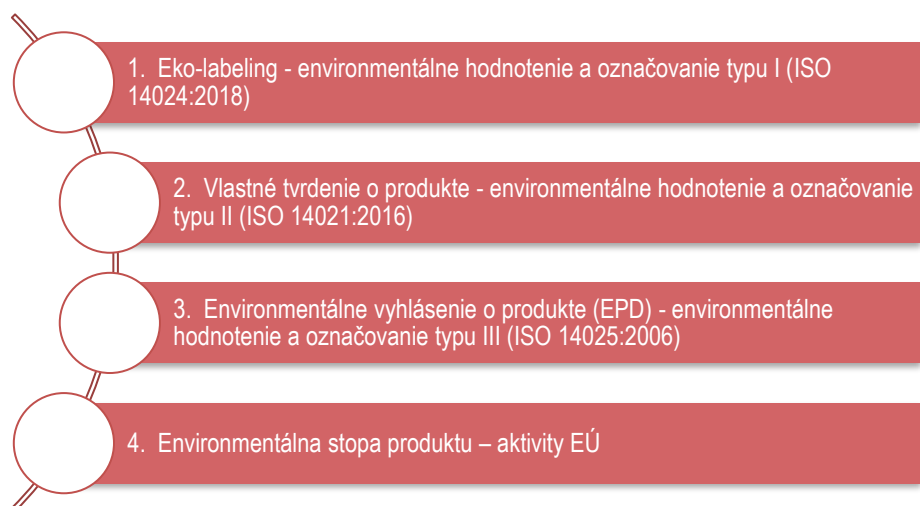 1. Eko-labeling - environmentálne hodnotenie a označovanie typu I (ISO
14024:2018)
2. Vlastné tvrdenie o produkte - environmentálne hodnotenie a označovanie
typu II (ISO 14021:2016)
3. Environmentálne vyhlásenie o produkte (EPD) - environmentálne
hodnotenie a označovanie typu III (ISO 14025:2006)
4. Environmentálna stopa produktu – aktivity EÚ